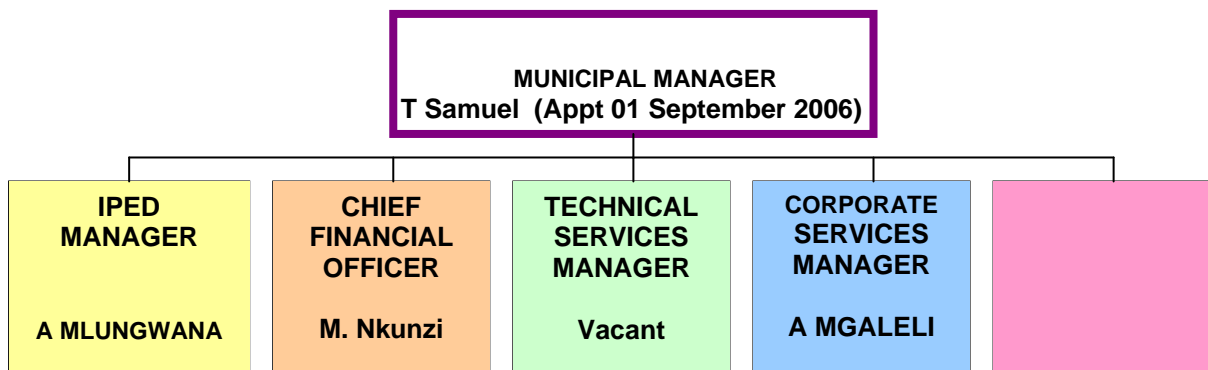 MUNICIPAL MANAGER
T Samuel (Appt 01 September 2006)
IPED
MANAGER
A MLUNGWANA
CHIEF
FINANCIAL
OFFICER
M. Nkunzi
TECHNICAL
SERVICES
MANAGER
Vacant
CORPORATE
SERVICES
MANAGER
A MGALELI